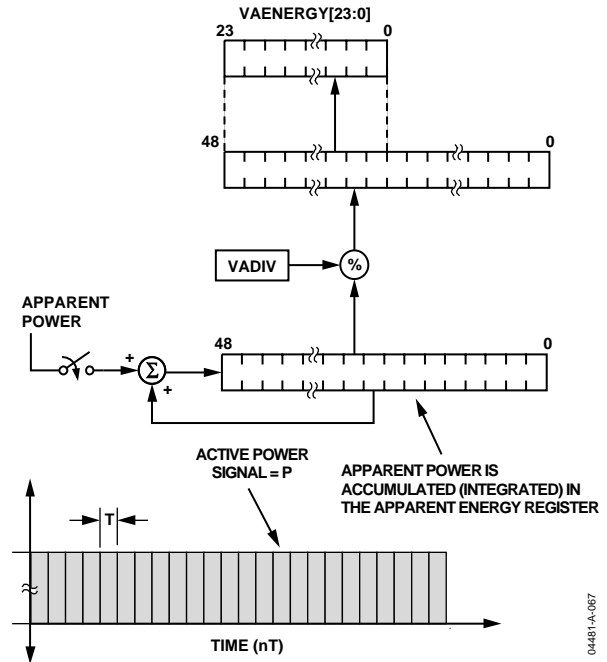 VAENERGY[23:0]
23 0
48 0
VADIV
%
APPARENT
POWER
48 0
+
Σ
+
ACTIVE POWER
SIGNAL = P
APPARENT POWER IS
ACCUMULATED (INTEGRATED) IN
THE APPARENT ENERGY REGISTER
T
TIME (nT)
04481-A-067